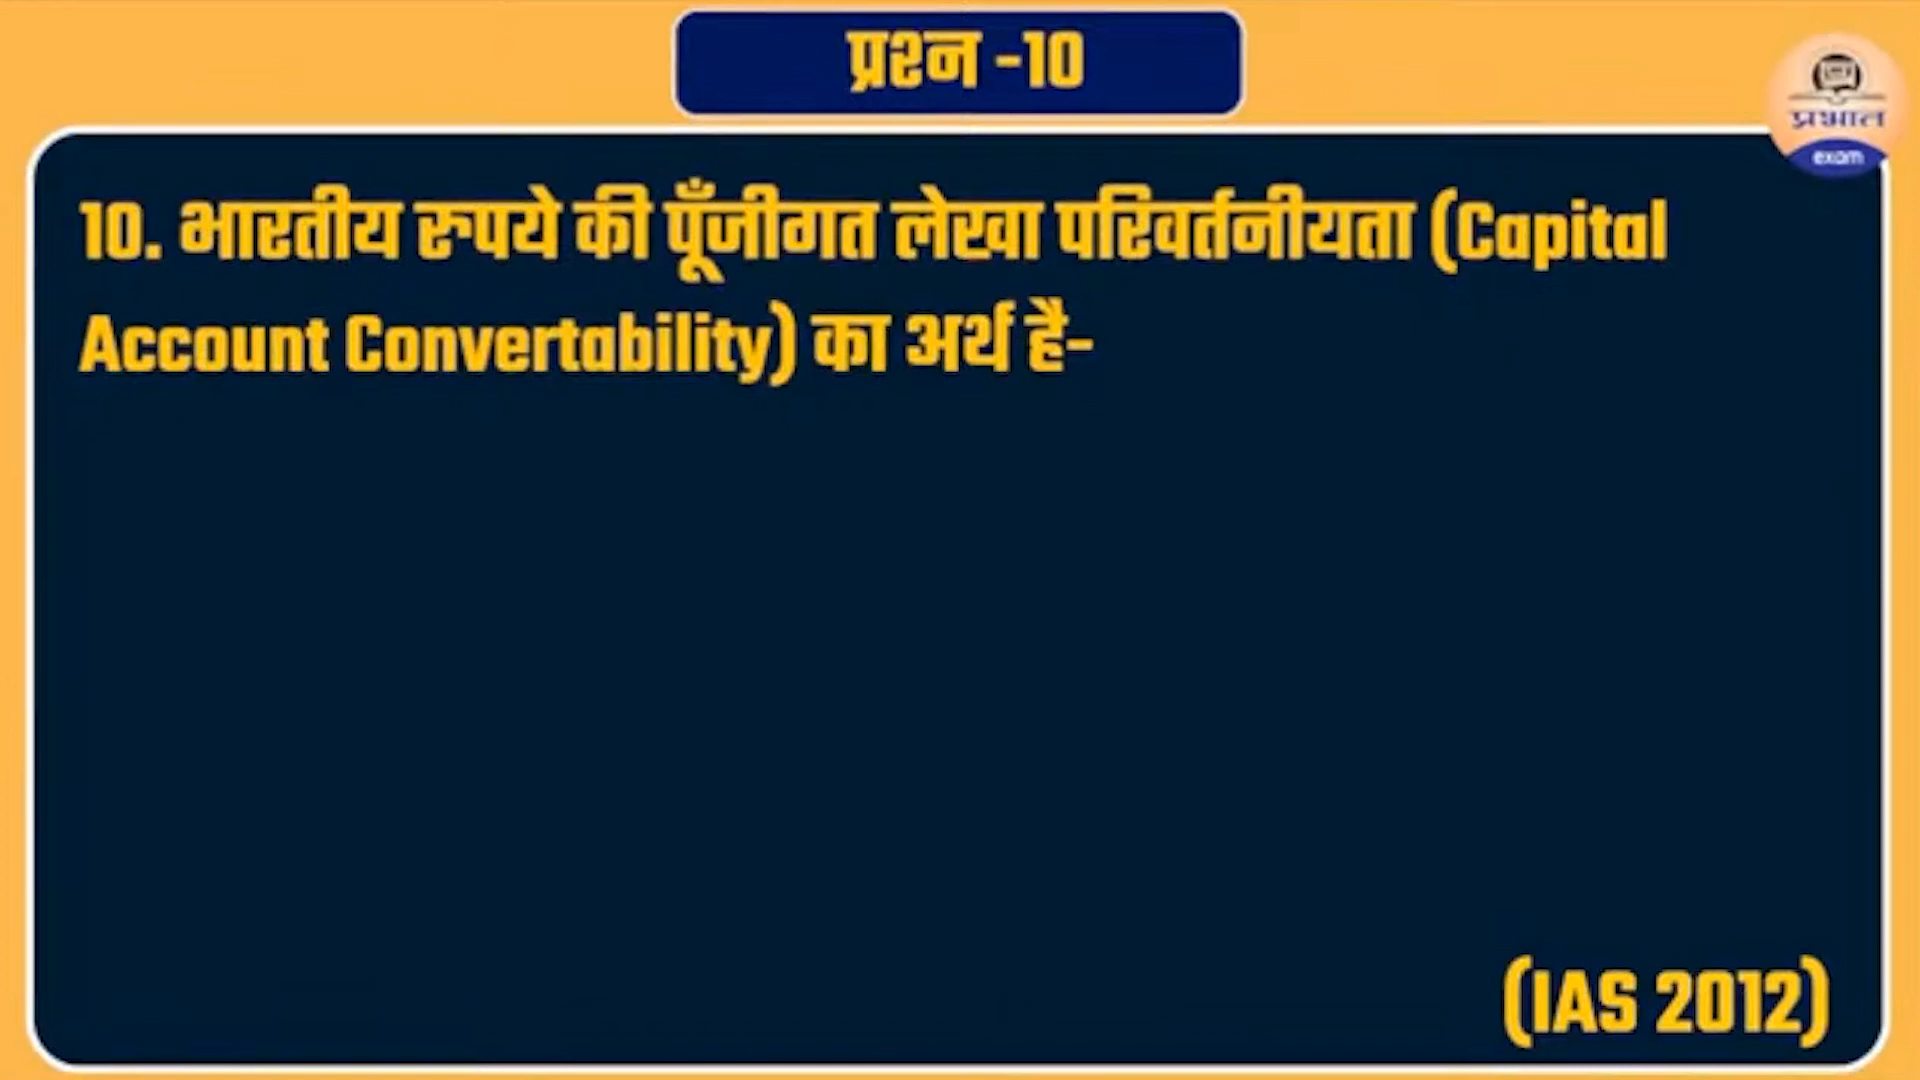 प्रश्न -10
प्रभात
exam
10. भारतीय रुपये की पूँजीगत लेखा परिवर्तनीयता (Capital
Account Convertability) का अर्थ है-
(IAS 2012)